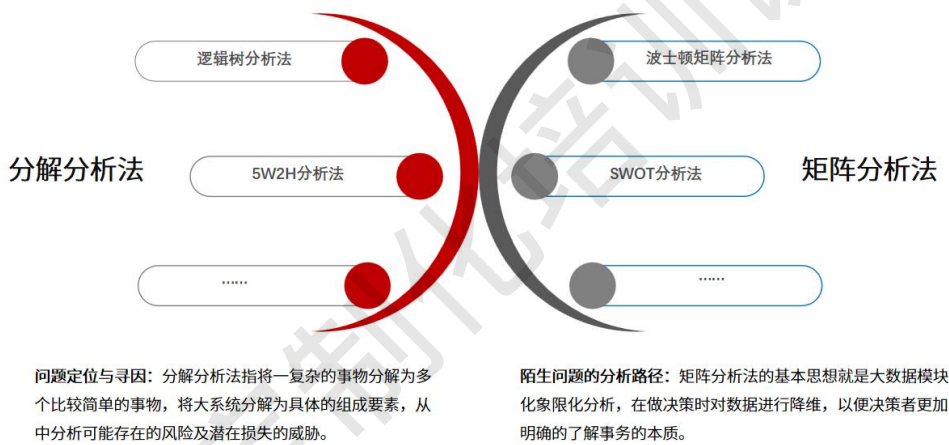 逻辑树分析法
波士顿矩阵分析法
分解分析法
5W2H分析法
SWOT分析法
矩阵分析法
……
……
问题定位与寻因：分解分析法指将一复杂的事物分解为多
个比较简单的事物，将大系统分解为具体的组成要素，从
中分析可能存在的风险及潜在损失的威胁。
陌生问题的分析路径：矩阵分析法的基本思想就是大数据模块
化象限化分析，在做决策时对数据进行降维，以便决策者更加
明确的了解事务的本质。
制化培训